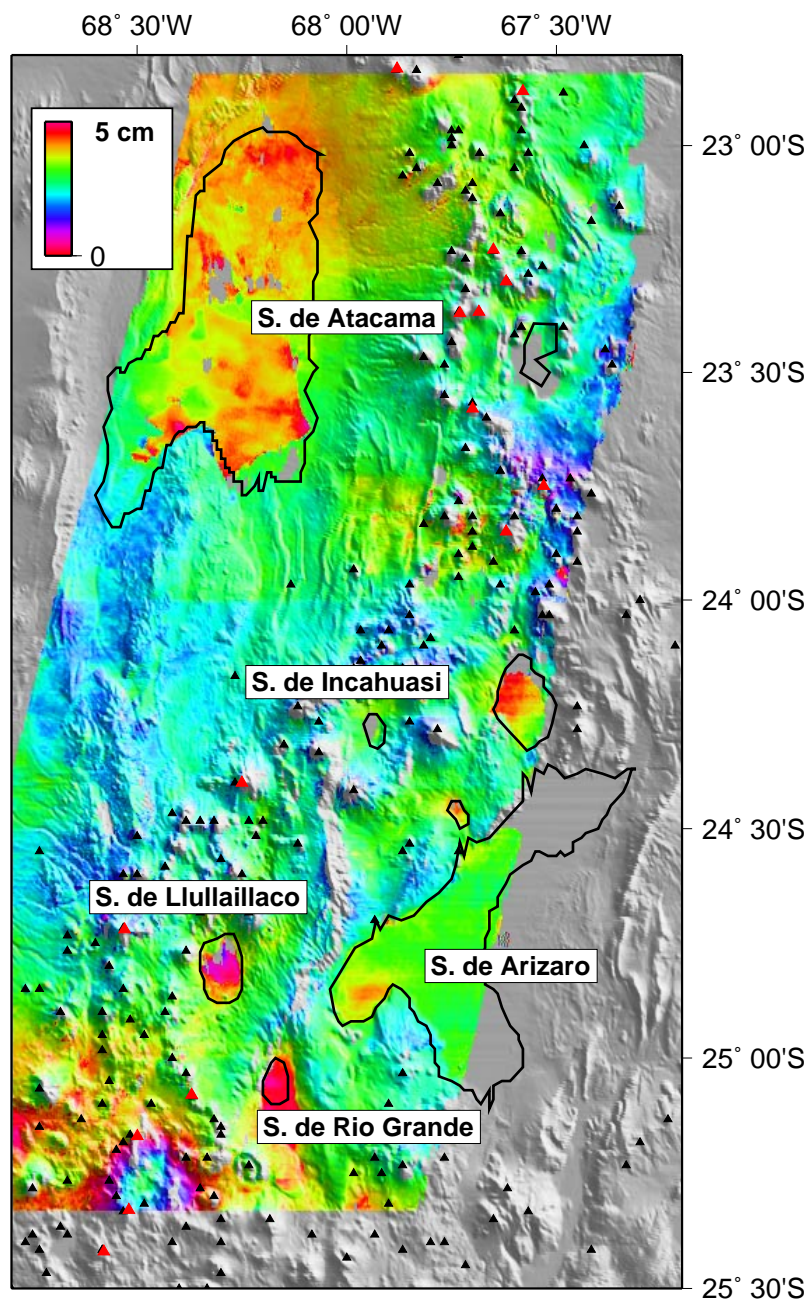 68˚ 30'W
68˚ 00'W
67˚ 30'W
5 cm
0
23˚ 00'S
S. de Atacama
23˚ 30'S
24˚ 00'S
S. de Incahuasi
24˚ 30'S
S. de Llullaillaco
S. de Arizaro
25˚ 00'S
S. de Rio Grande
25˚ 30'S